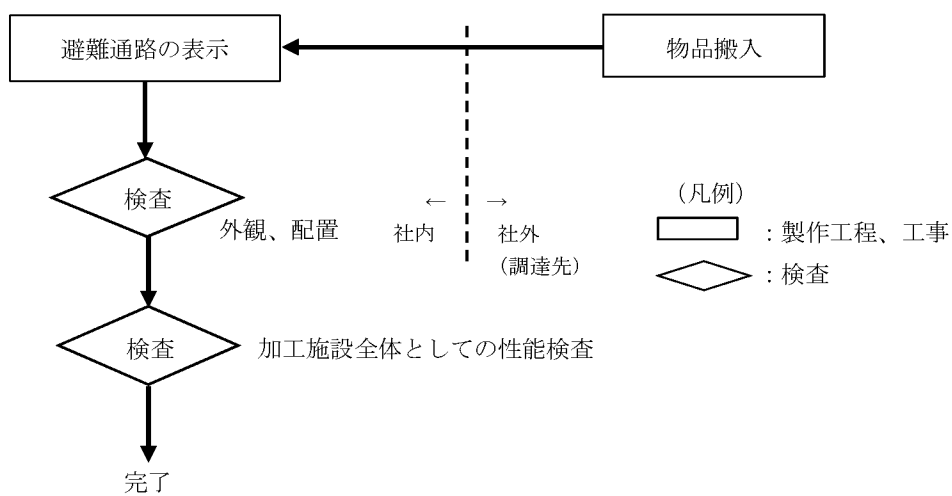 避難通路の表示
物品搬入
検査
外観、配置
← →
社内 社外
(調達先)
(凡例)
：製作工程、工事
：検査
検査
加工施設全体としての性能検査
完了